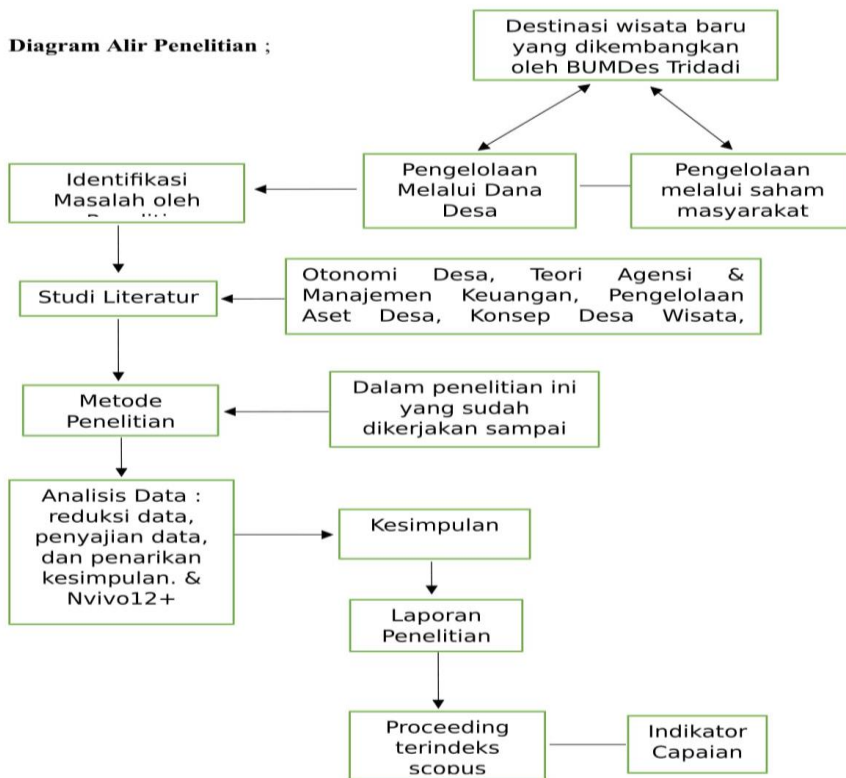 Diagram Alir Penelitian ;
Destinasi wisata baru
yang dikembangkan
oleh BUMDes Tridadi
Pengelolaan
Melalui Dana
Desa
Pengelolaan
melalui saham
masyarakat
Identifikasi
Masalah oleh
Studi Literatur
Otonomi Desa, Teori Agensi &
Manajemen Keuangan, Pengelolaan
Aset Desa, Konsep Desa Wisata,
Metode
Penelitian
Dalam penelitian ini
yang sudah
dikerjakan sampai
Analisis Data :
reduksi data,
penyajian data,
dan penarikan
kesimpulan. &
Nvivo12+
Kesimpulan
Laporan
Penelitian
Proceeding
terindeks
scopus
Indikator
Capaian